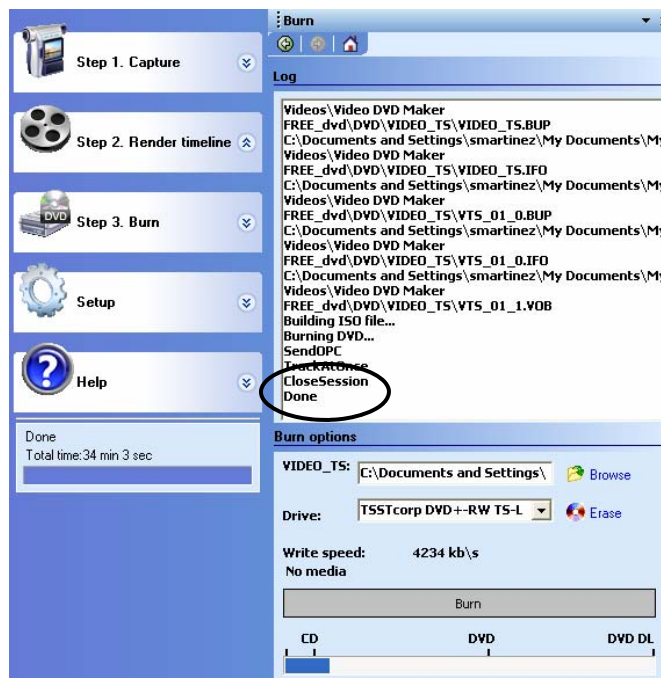 Burn
Step 1. Capture
Log
Videos\Video DVD Maker
FREE_dvd\DVD\VIDEO_TS\VIDEO_TS.BUP
C:\Documents and Settings\smartinez\My Documents\My
Videos\Video DVD Maker
FREE_dvd\DVD\VIDEO_TS\VIDEO_TS.IFO
C:\Documents and Settings\smartinez\My Documents\My
Videos\Video DVD Maker
FREE_dvd\DVD\VIDEO_TS\VTS_01_0.BUP
C:\Documents and Settings\smartinez\My Documents\My
Videos\Video DVD Maker
FREE_dvd\DVD\VIDEO_TS\VTS_01_0.IFO
C:\Documents and Settings\smartinez\My Documents\My
Videos\Video DVD Maker
FREE_dvd\DVD\VIDEO_TS\VTS_01_1.VOB
Building ISO file...
Burning DVD...
SendOPC
TrackAtOnce
CloseSession
Done
Step 2. Render timeline
DVD
Step 3. Burn
Setup
Help
Done
Total time:34 min 3 sec
Burn options
VIDEO_TS: C:\Documents and Settings\ Browse
Drive: TSSTcorp DVD+-RW TS-L Erase
Write speed: 4234 kb\s
No media
Burn
CD DVD DVD DL